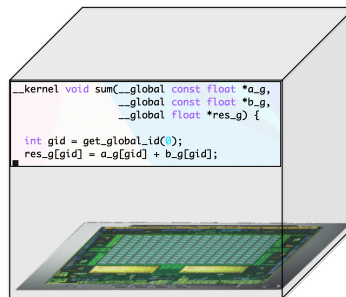 __kernel void sum(__global const float *a_g,
__global const float *b_g,
__global float *res_g) {
int gid = get_global_id(0);
res_g[gid] = a_g[gid] + b_g[gid];